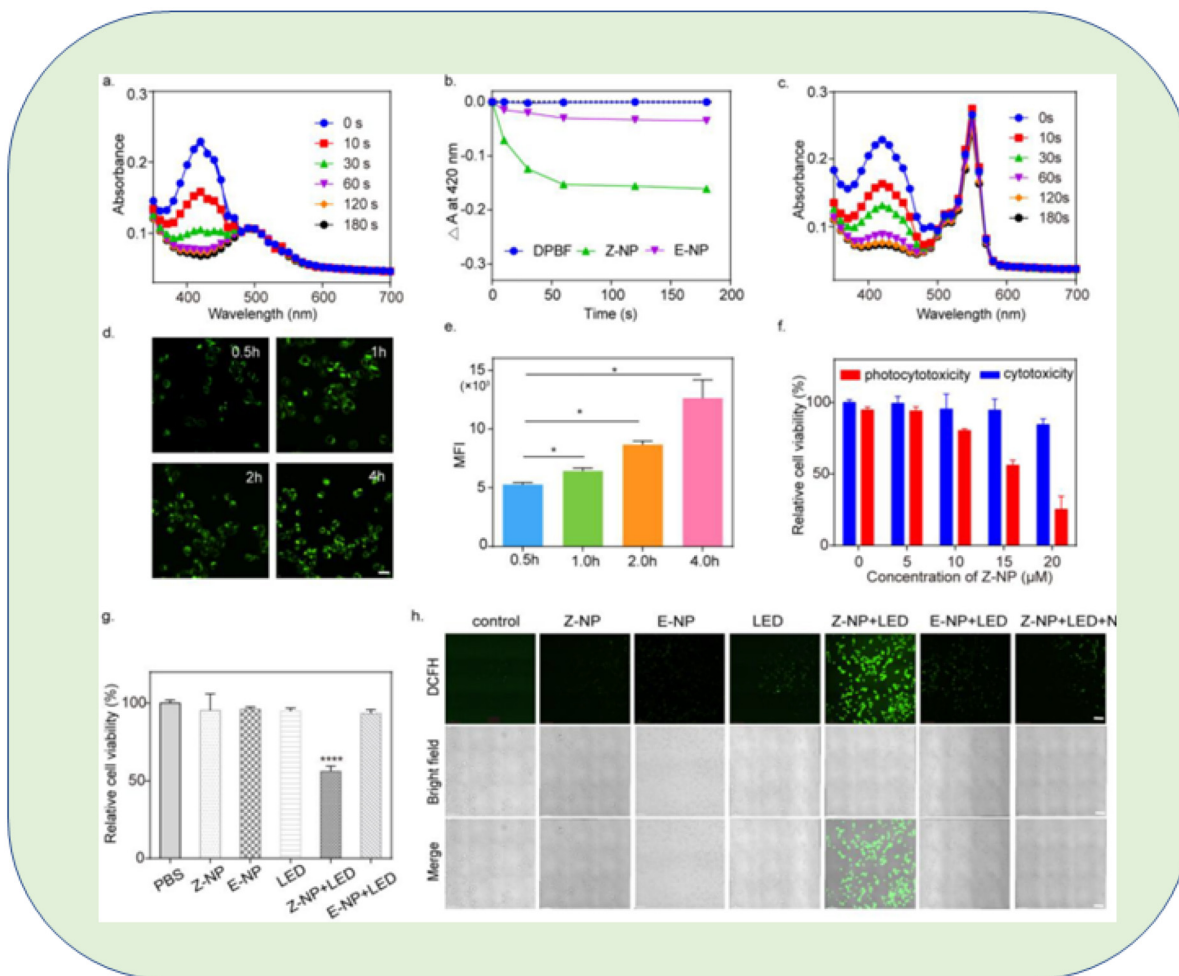 a.
0.3
0.2
0.1
Absorbance
400 500 600 700
Wavelength (nm)
0 s
10 s
30 s
60 s
120 s
180 s
b.
0.0
-0.1
-0.2
-0.3
△ A at 420 nm
DPBF Z-NP E-NP
0 50 100 150 200
Time (s)
c.
0.3
0.2
0.1
Absorbance
400 500 600 700
Wavelength (nm)
0s
10s
30s
60s
120s
180s
d.
0.5h
1h
2h
4h
e.
15
(×10³)
10
5
0
MFI
* 
*
*
0.5h 1.0h 2.0h 4.0h
f.
photocytotoxicity cytotoxicity
100
50
0
Relative cell viability (%)
0 5 10 15 20
Concentration of Z-NP (μM)
g.
100
50
0
Relative cell viability (%)
****
PBS Z-NP E-NP LED Z-NP+LED E-NP+LED
h.
control Z-NP E-NP LED Z-NP+LED E-NP+LED Z-NP+LED+N
DCFH
Bright field
Merge